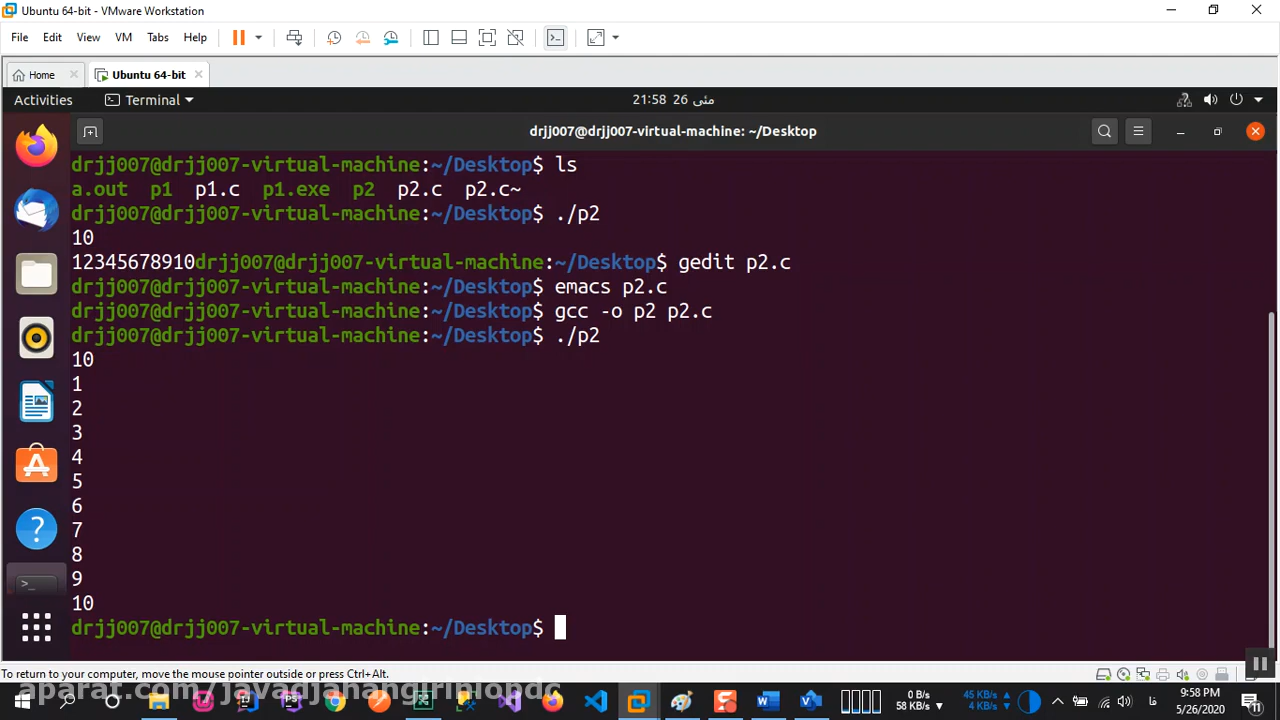 Ubuntu 64-bit - VMware Workstation
File Edit View VM Tabs Help
Home Ubuntu 64-bit
Activities Terminal 21:58 26 مئی
drjj007@drjj007-virtual-machine: ~/Desktop
drjj007@drjj007-virtual-machine:~/Desktop$ ls
a.out p1 p1.c p1.exe p2 p2.c p2.c~
drjj007@drjj007-virtual-machine:~/Desktop$ ./p2
10
12345678910drjj007@drjj007-virtual-machine:~/Desktop$ gedit p2.c
drjj007@drjj007-virtual-machine:~/Desktop$ emacs p2.c
drjj007@drjj007-virtual-machine:~/Desktop$ gcc -o p2 p2.c
drjj007@drjj007-virtual-machine:~/Desktop$ ./p2
10
1
2
3
4
5
6
7
8
9
10
drjj007@drjj007-virtual-machine:~/Desktop$
To return to your computer, move the mouse pointer outside or press Ctrl+Alt.
0 B/s 45 KB/s فا 9:58 PM
58 KB/s 4 KB/s 5/26/2020 11